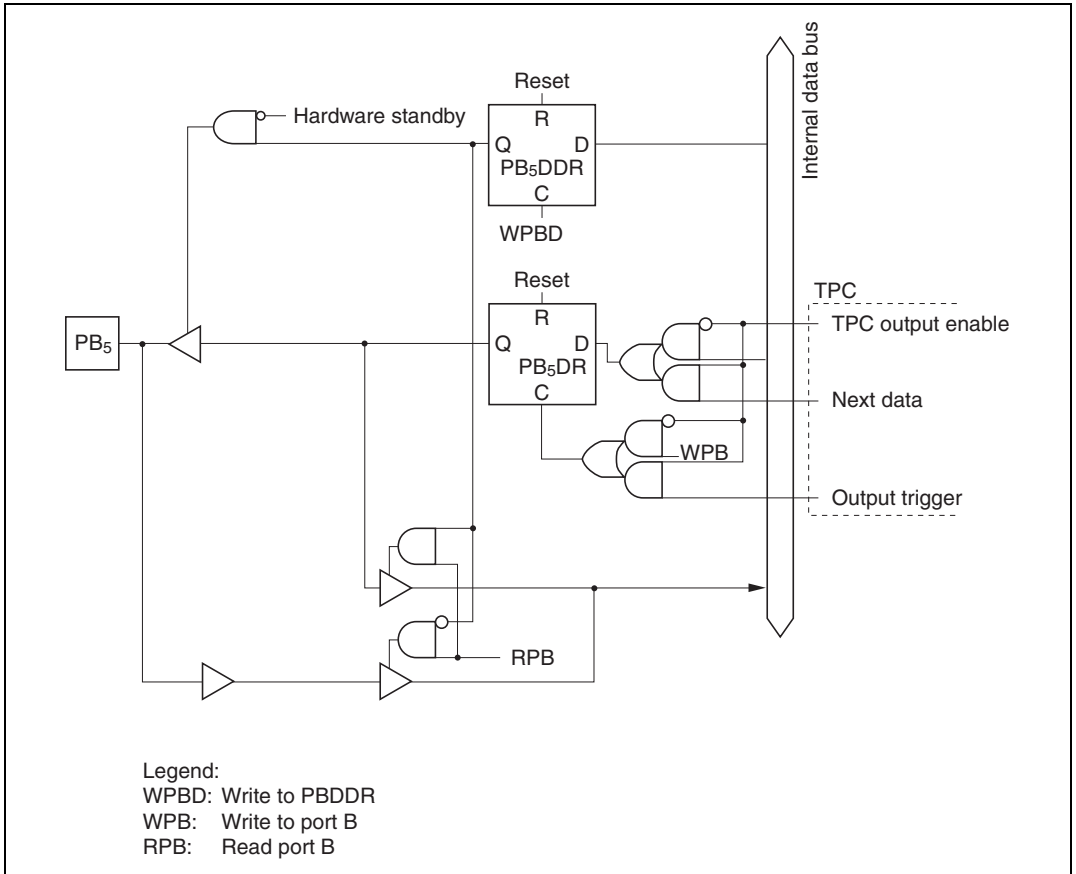 Reset
Hardware standby
R
Q D
PB₅DDR
C
WPBD
Internal data bus
Reset
TPC
R
TPC output enable
PB₅
Q D
PB₅DR
C
Next data
WPB
Output trigger
RPB
Legend:
WPBD: Write to PBDDR
WPB: Write to port B
RPB: Read port B